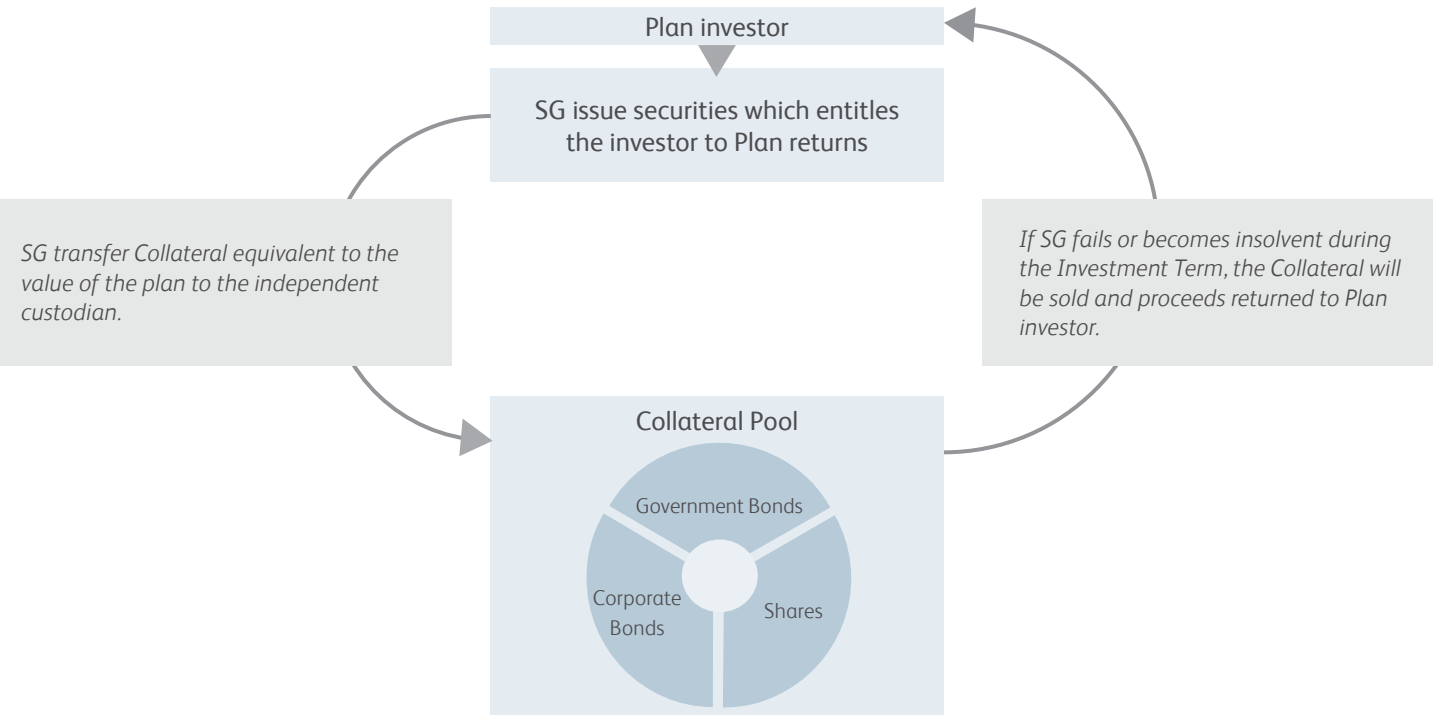 Plan investor
SG issue securities which entitles
the investor to Plan returns
SG transfer Collateral equivalent to the
value of the plan to the independent
custodian.
If SG fails or becomes insolvent during
the Investment Term, the Collateral will
be sold and proceeds returned to Plan
investor.
Collateral Pool
Government Bonds
Corporate
Bonds
Shares